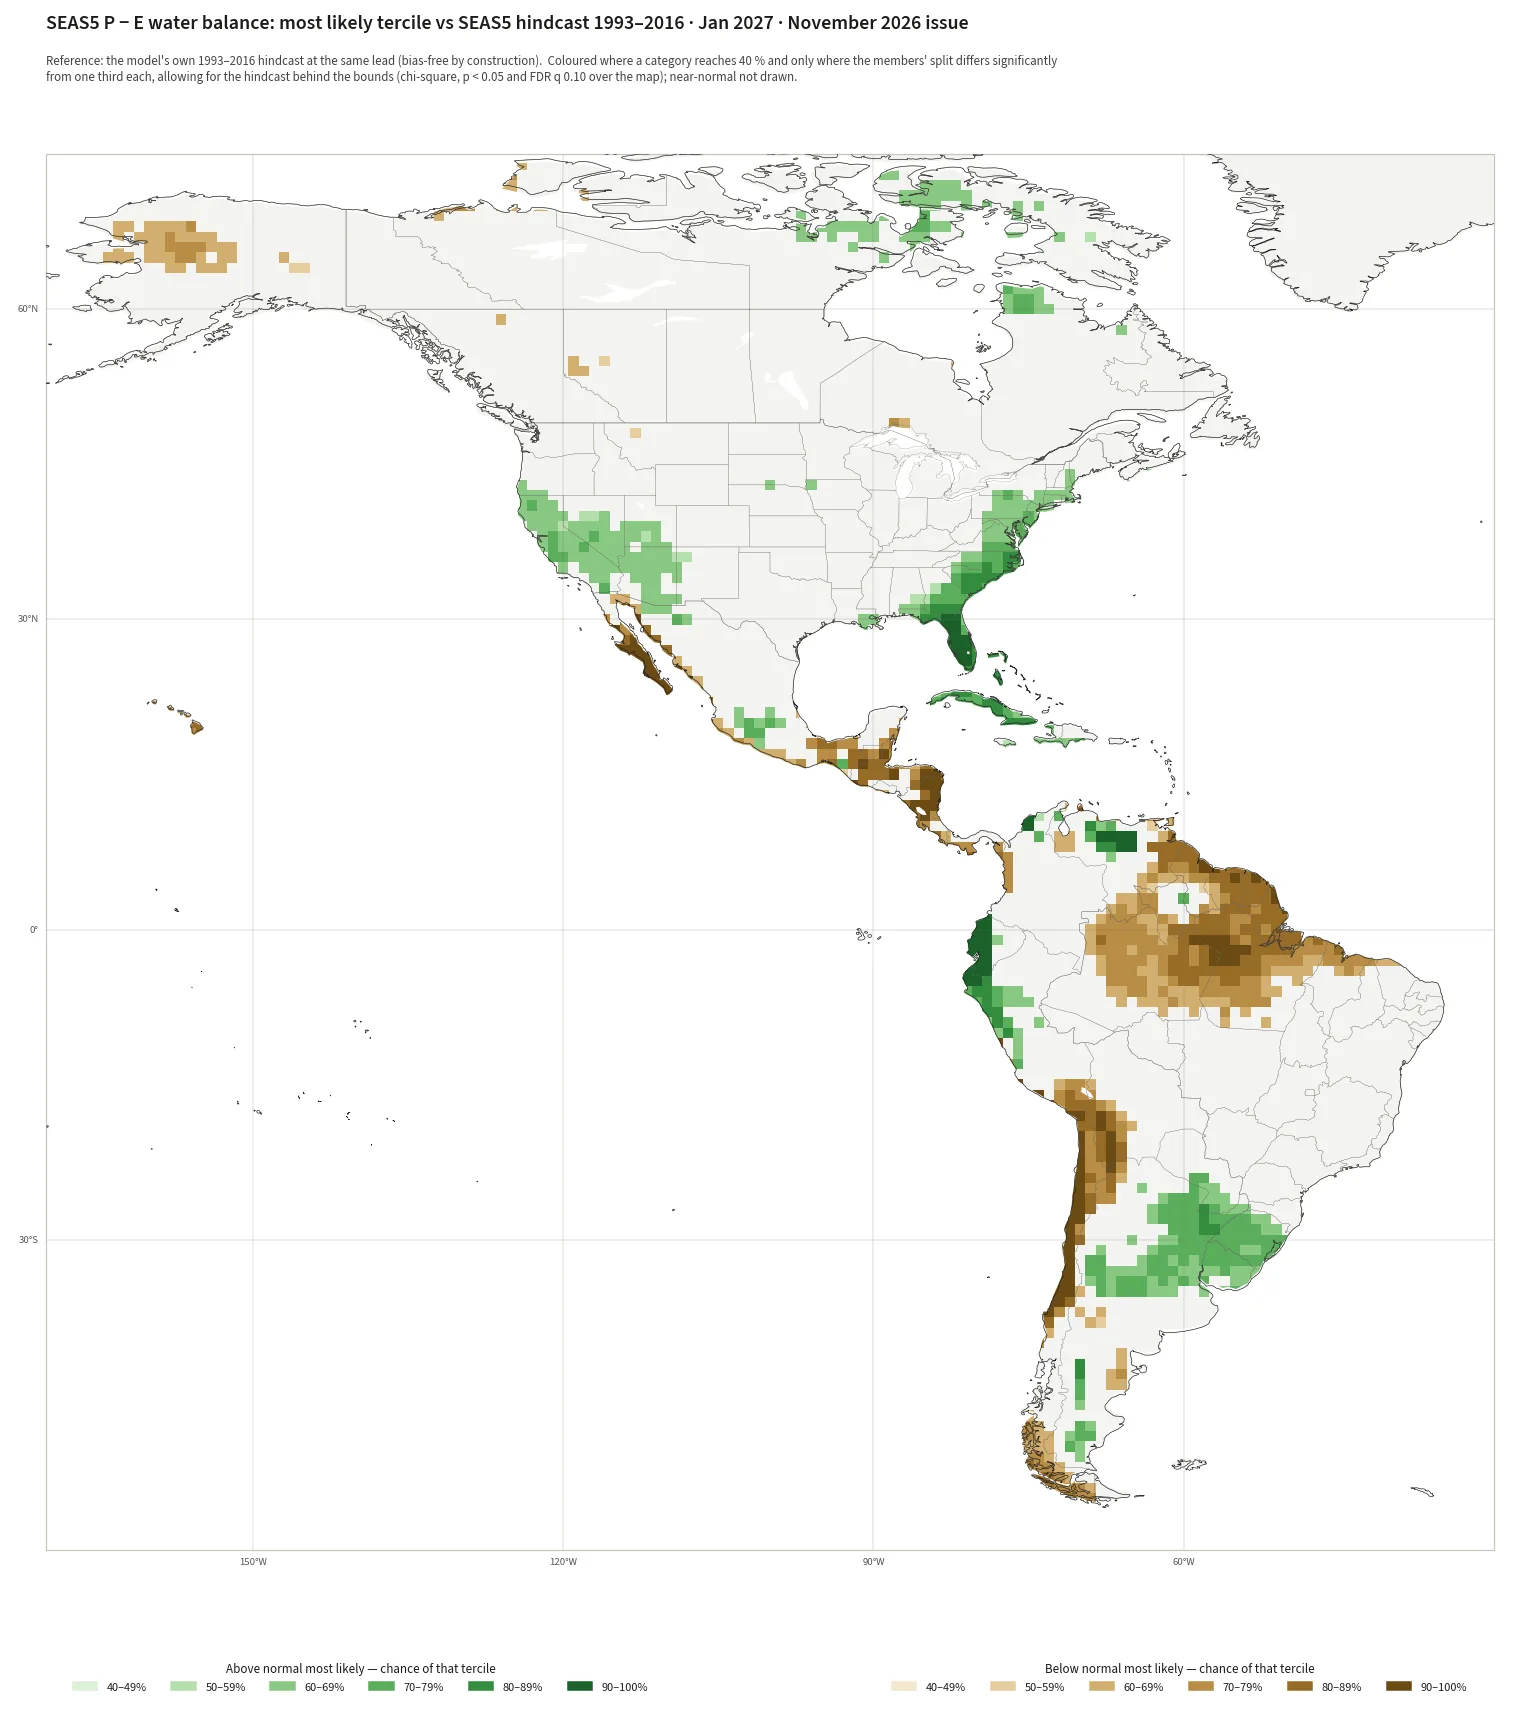 SEAS5 P − E water balance: most likely tercile vs SEAS5 hindcast 1993–2016 · Jan 2027 · November 2026 issue
Reference: the model's own 1993–2016 hindcast at the same lead (bias-free by construction).  Coloured where a category reaches 40 % and only where the members' split differs significantly
from one third each, allowing for the hindcast behind the bounds (chi-square, p < 0.05 and FDR q 0.10 over the map); near-normal not drawn.
60°N
30°N
0°
30°S
150°W 120°W 90°W 60°W
Above normal most likely — chance of that tercile
40–49% 50–59% 60–69% 70–79% 80–89% 90–100%
Below normal most likely — chance of that tercile
40–49% 50–59% 60–69% 70–79% 80–89% 90–100%